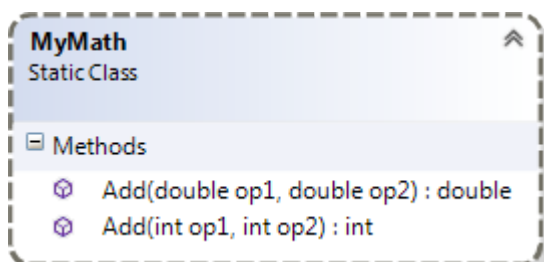 MyMath
Static Class
Methods
Add(double op1, double op2) : double
Add(int op1, int op2) : int